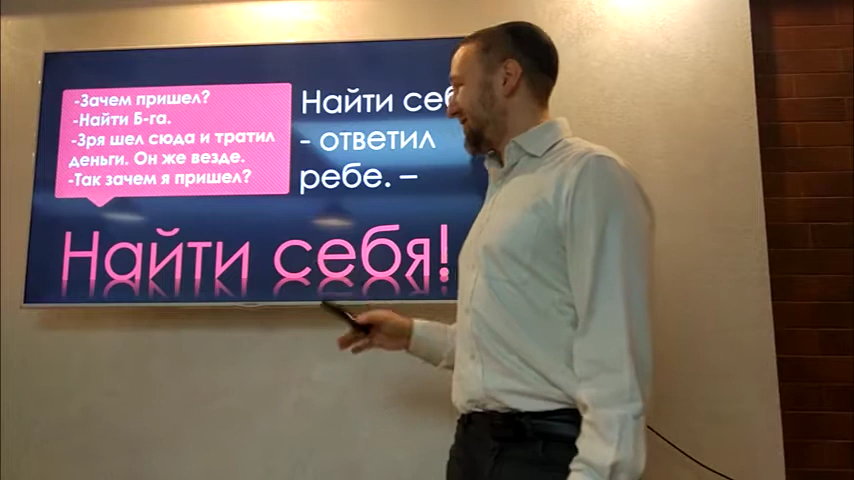 -Зачем пришел?
-Найти Б-га.
-Зря шел сюда и тратил
деньги. Он же везде.
-Так зачем я пришел?
Найти себ
- ответил
ребе. –
Найти себя!